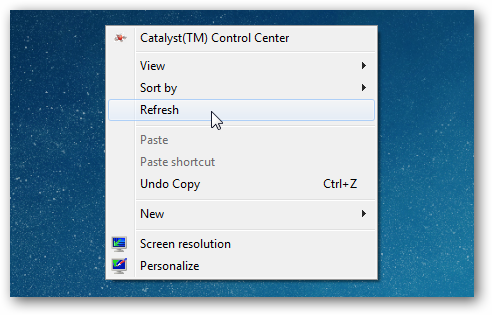 Catalyst(TM) Control Center
View
Sort by
Refresh
Paste
Paste shortcut
Undo Copy Ctrl+Z
New
Screen resolution
Personalize